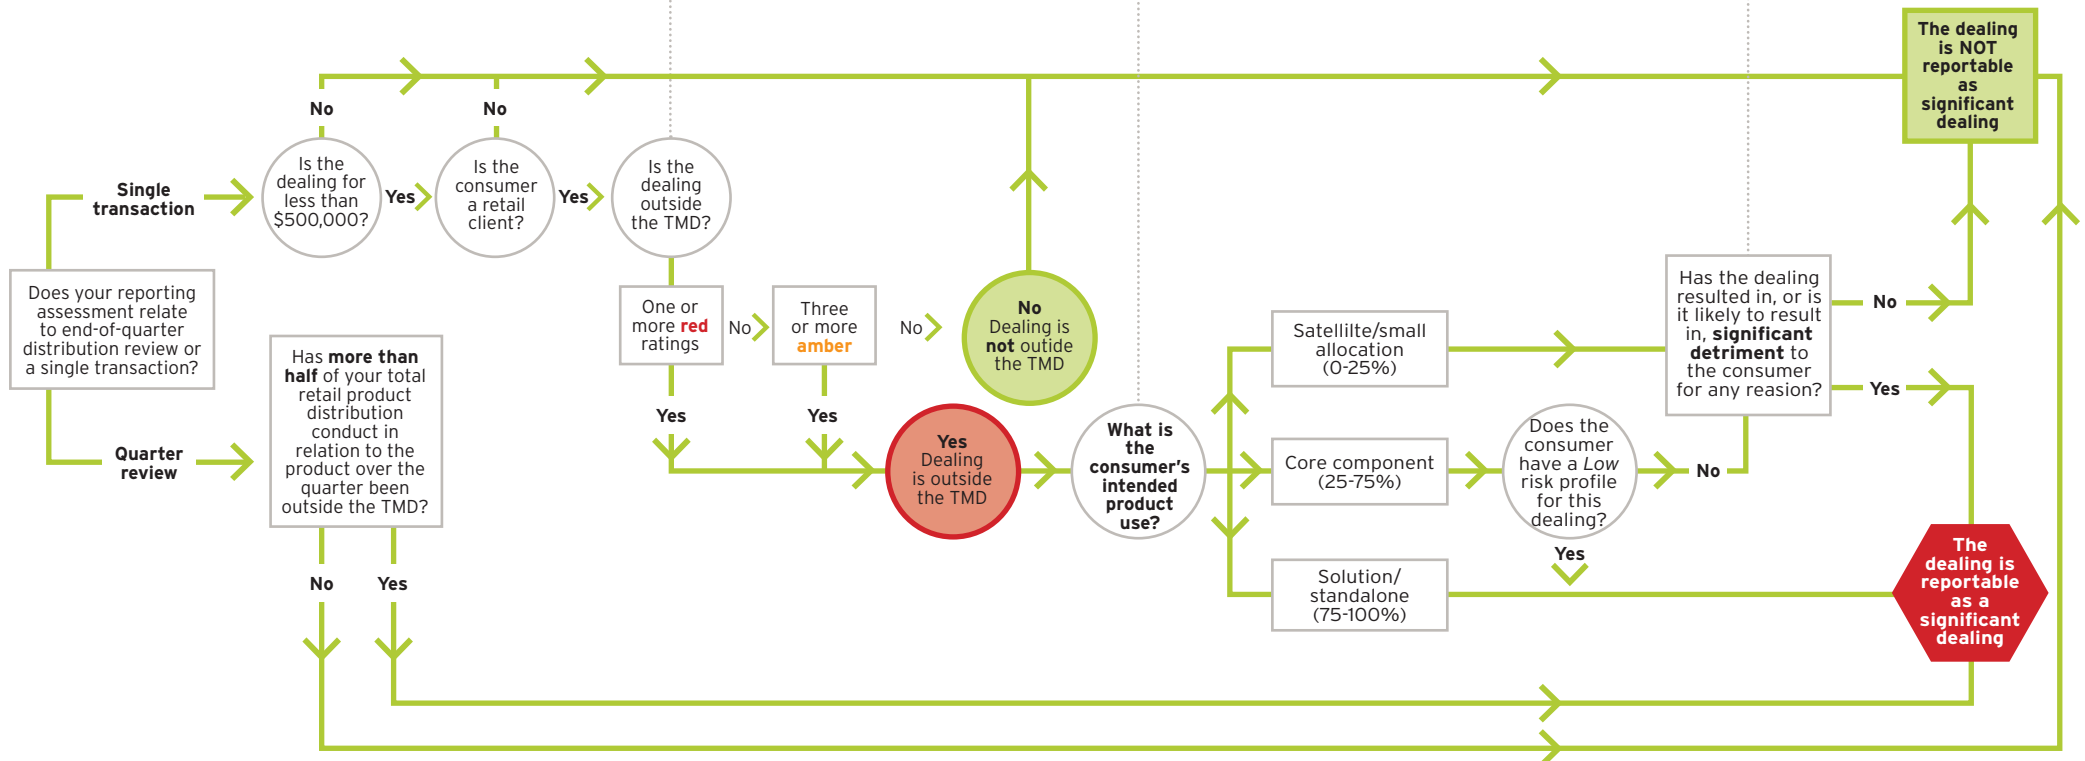 Does your reporting
assessment relate
to end-of-quarter
distribution review or
a single transaction?
Single
transaction
Quarter
review
No
Is the
dealing for
less than
$500,000?
Yes
No
Is the
consumer
a retail
client?
Yes
Is the
dealing
outside
the TMD?
One or
more red
ratings
No
Three
or more
amber
No
No
Dealing is
not outide
the TMD
Yes
Yes
Yes
Dealing
is outside
the TMD
What is
the
consumer's
intended
product
use?
Satellilte/small
allocation
(0-25%)
Core component
(25-75%)
Solution/
standalone
(75-100%)
Does the
consumer
have a Low
risk profile
for this
dealing?
Yes
No
Has the dealing
resulted in, or is
it likely to result
in, significant
detriment to
the consumer
for any reason?
No
Yes
The dealing
is NOT
reportable
as
significant
dealing
The
dealing is
reportable
as a
significant
dealing
Has more than
half of your total
retail product
distribution
conduct in
relation to the
product over the
quarter been
outside the TMD?
No
Yes